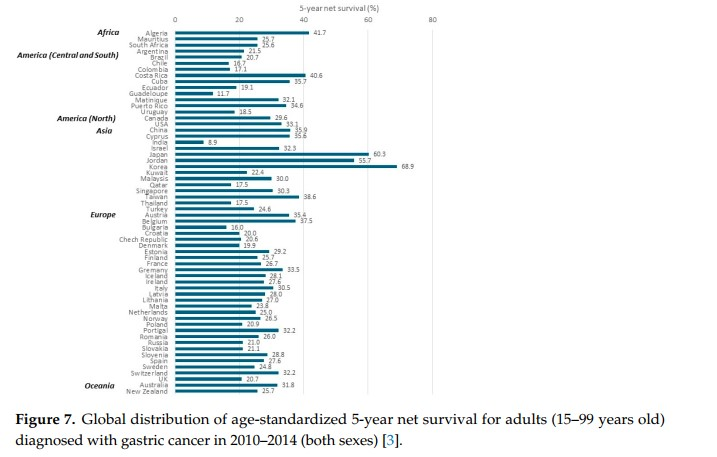 5-year net survival (%)
0 20 40 60 80
Africa Algeria 41.7
Mauritius 25.7
South Africa 25.6
Argentina 21.5
America (Central and South) Brazil 20.7
Chile 16.7
Colombia 17.1
Costa Rica 40.6
Cuba 35.7
Ecuador 19.1
Guadeloupe 11.7
Matinique 32.1
Puerto Rico 34.6
Uruguay 18.5
America (North) Canada 29.6
USA 33.1
Asia China 35.9
Cyprus 35.6
India 8.9
Israel 32.3
Japan 60.3
Jordan 55.7
Korea 68.9
Kuwait 22.4
Malaysis 30.0
Qatar 17.5
Singapore 30.3
Taiwan 38.6
Thailand 17.5
Turkey 24.6
Europe Austria 35.4
Belgium 37.5
Bulgaria 16.0
Croatia 20.0
Chech Republic 20.6
Denmark 19.9
Estonia 29.2
Finland 25.7
France 26.7
Gremany 33.5
Iceland 28.1
Ireland 27.6
Italy 30.5
Latvia 28.0
Lithania 27.0
Malta 23.8
Netherlands 25.0
Norway 26.5
Poland 20.9
Portigal 32.2
Romania 26.0
Russia 21.0
Slovakia 21.1
Slovenia 28.8
Spain 27.6
Sweden 24.8
Switzerland 32.2
UK 20.7
Oceania Australia 31.8
New Zealand 25.7
Figure 7. Global distribution of age-standardized 5-year net survival for adults (15–99 years old)
diagnosed with gastric cancer in 2010–2014 (both sexes) [3].